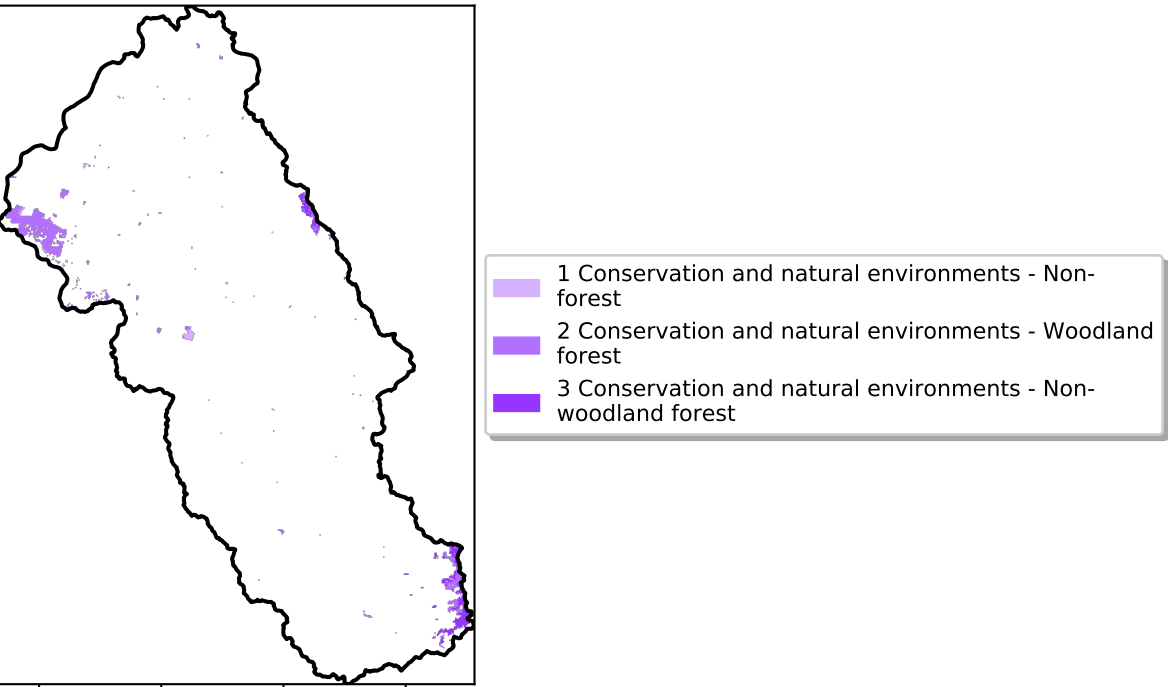 1 Conservation and natural environments - Non-
forest
2 Conservation and natural environments - Woodland
forest
3 Conservation and natural environments - Non-
woodland forest